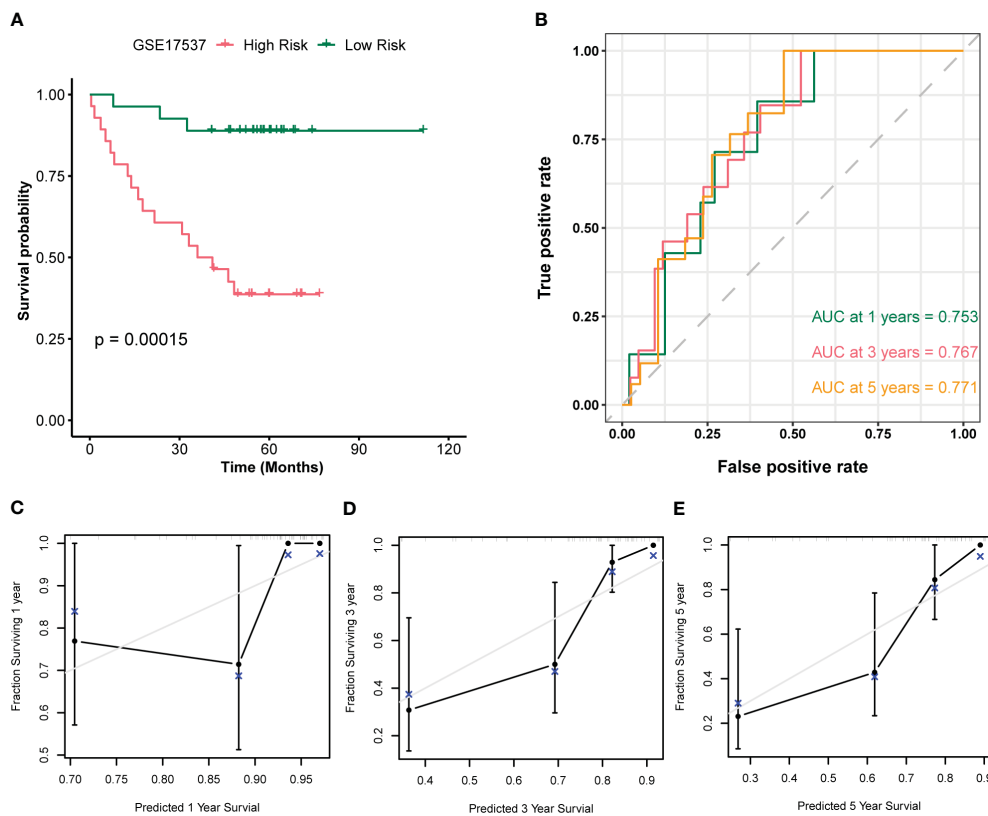 A
GSE17537 High Risk Low Risk
Survival probability
1.00
0.75
0.50
0.25
0.00
p = 0.00015
0 30 60 90 120
Time (Months)
B
True positive rate
1.00
0.75
0.50
0.25
0.00
AUC at 1 years = 0.753
AUC at 3 years = 0.767
AUC at 5 years = 0.771
0.00 0.25 0.50 0.75 1.00
False positive rate
C
Fraction Surviving 1 year
1.0
0.9
0.8
0.7
0.6
0.5
0.70 0.75 0.80 0.85 0.90 0.95
Predicted 1 Year Survial
D
Fraction Surviving 3 year
1.0
0.8
0.6
0.4
0.2
0.4 0.5 0.6 0.7 0.8 0.9
Predicted 3 Year Survial
E
Fraction Surviving 5 year
1.0
0.8
0.6
0.4
0.2
0.3 0.4 0.5 0.6 0.7 0.8
Predicted 5 Year Survial